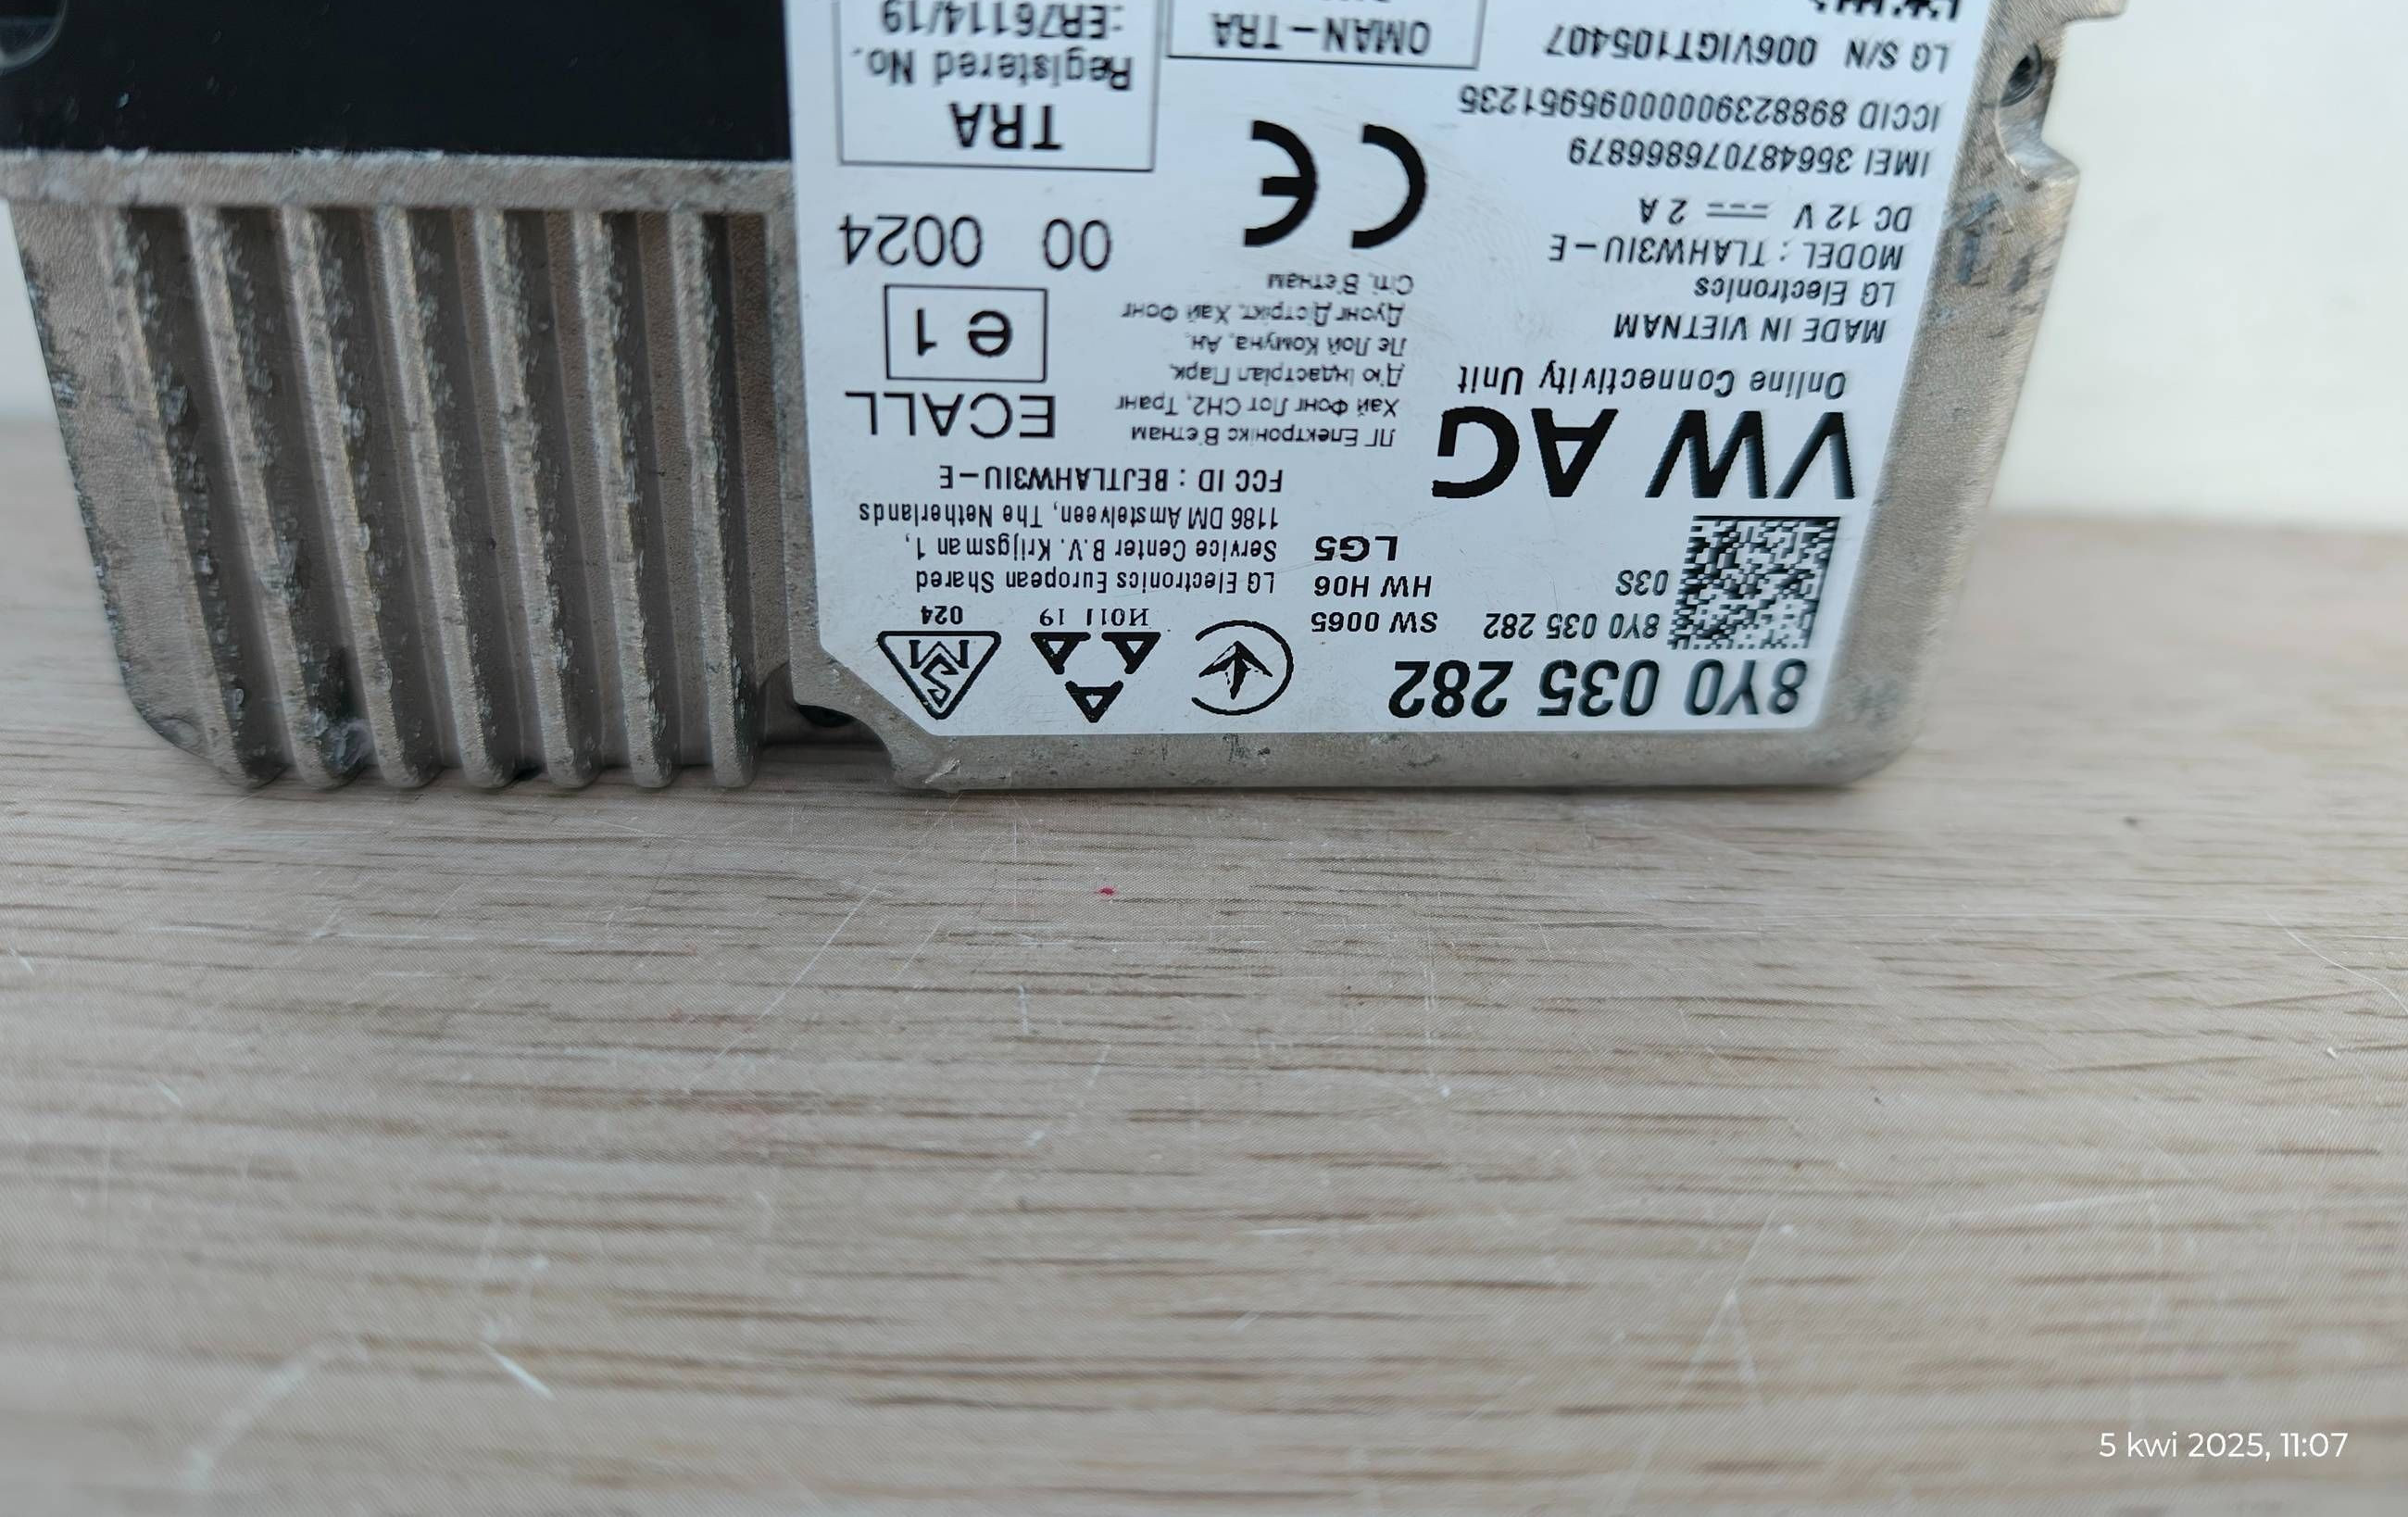 8Y0 035 282
8Y0 035 282
03S
SW 0065
HW H06
LG5
VW AG
Online Connectivity Unit
MADE IN VIETNAM
LG Electronics
MODEL : TLAHW3IU-E
DC 12 V ⎓ 2 A
IMEI 356487076866879
ICCID 89882390000095951235
LG S/N 006VIGT105407
024
И011 19
LG Electronics European Shared
Service Center B.V. Krijgsman 1,
1186 DM Amstelveen, The Netherlands
FCC ID : BEJTLAHW3IU-E
ЛГ Електронікс В'єтнам
Хай Фонг Лот CH2, Транг
Д'ю Індастріал Парк,
Ле Лой Комуна, Ан,
Дуонг Дістрікт, Хай Фонг
Сіті, В'єтнам
ECALL
e 1
00 0024
CE
TRA
Registered No.
:ER76114/19
OMAN-TRA
5 kwi 2025, 11:07